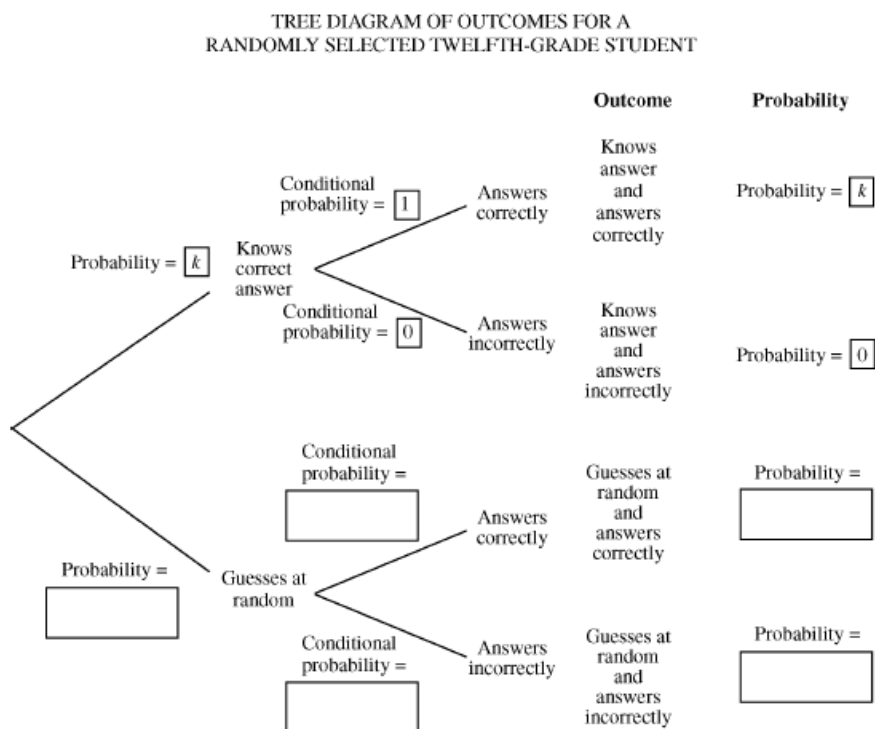 TREE DIAGRAM OF OUTCOMES FOR A
RANDOMLY SELECTED TWELFTH-GRADE STUDENT
Outcome
Probability
Probability = k
Knows
correct
answer
Conditional
probability = 1
Answers
correctly
Knows
answer
and
answers
correctly
Probability = k
Conditional
probability = 0
Answers
incorrectly
Knows
answer
and
answers
incorrectly
Probability = 0
Probability =
Guesses at
random
Conditional
probability =
Answers
correctly
Guesses at
random
and
answers
correctly
Probability =
Conditional
probability =
Answers
incorrectly
Guesses at
random
and
answers
incorrectly
Probability =